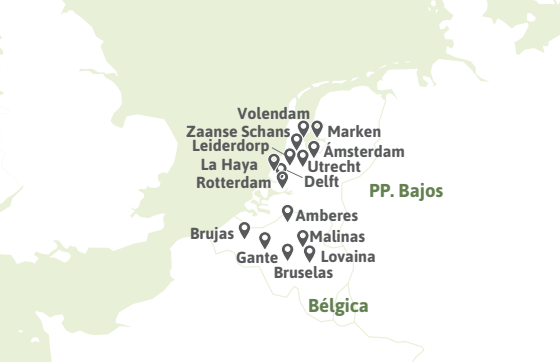 Volendam
Zaanse Schans
Marken
Leiderdorp
Ámsterdam
La Haya
Utrecht
Rotterdam
Delft
PP. Bajos
Amberes
Brujas
Malinas
Gante
Lovaina
Bruselas
Bélgica